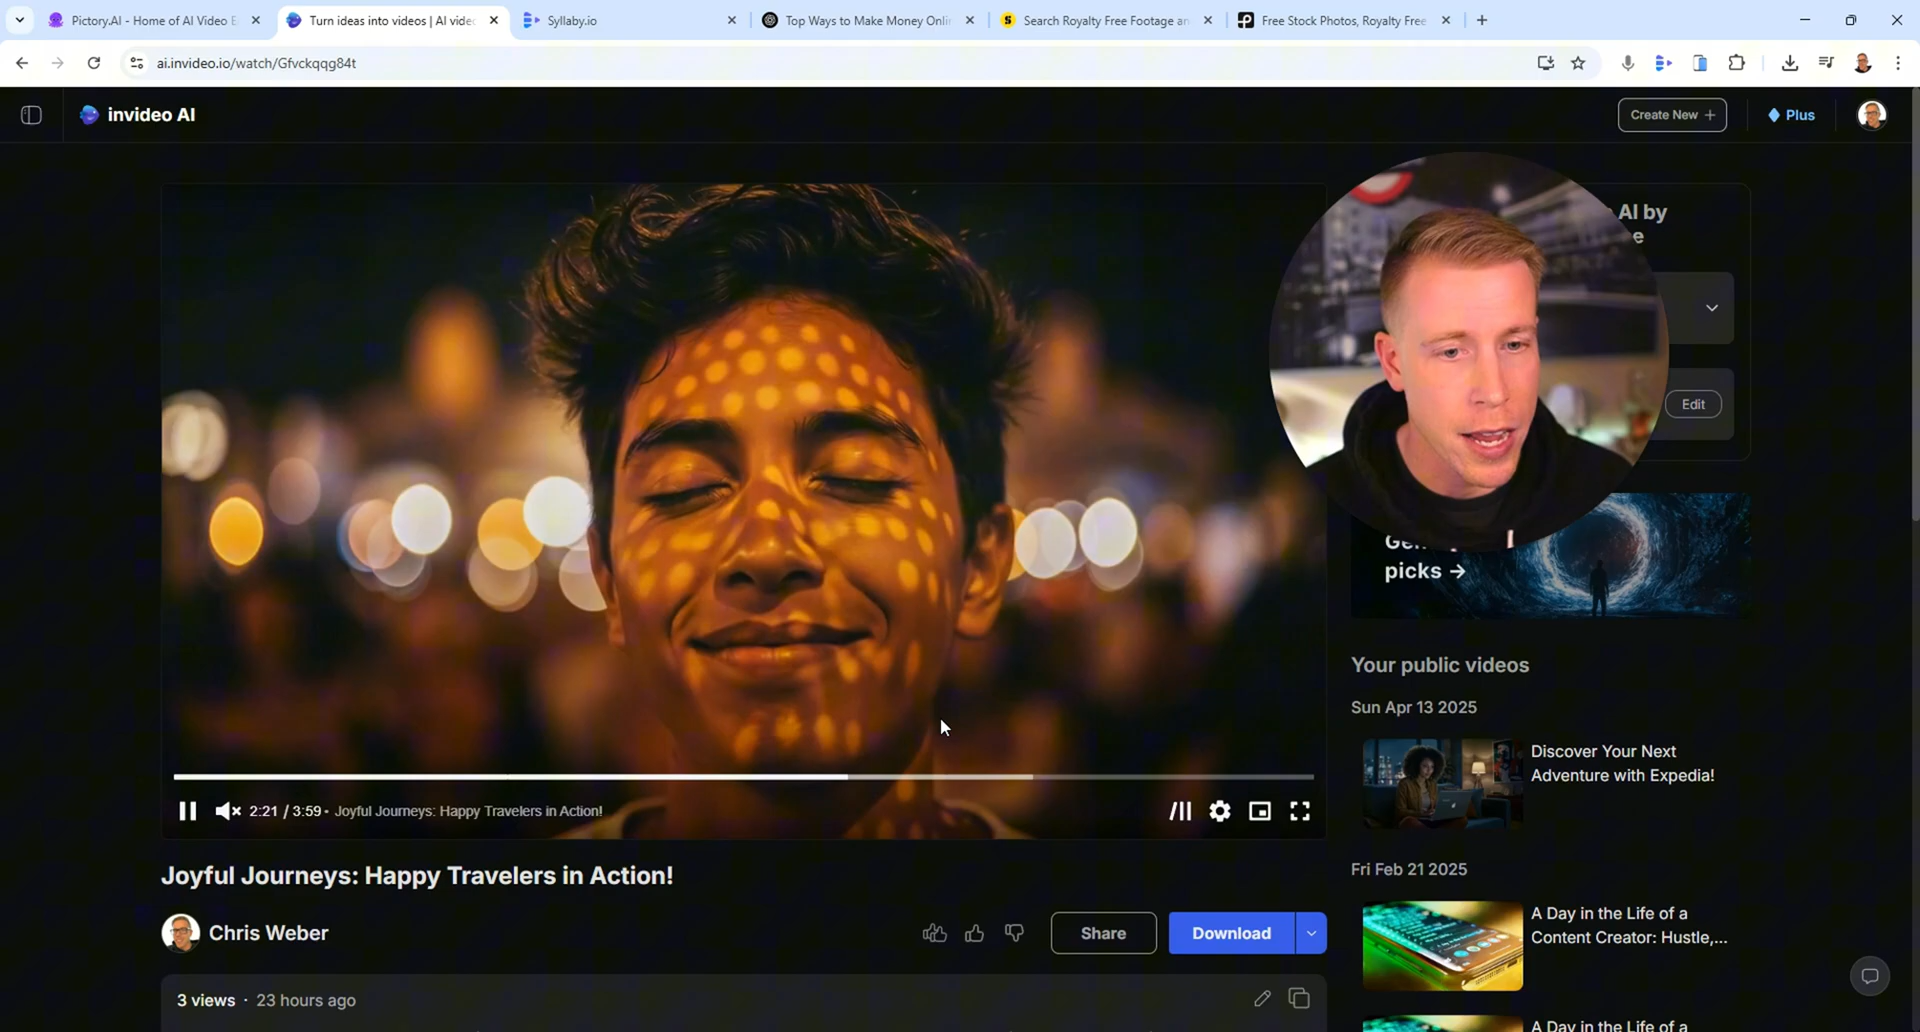 Pictory.AI - Home of AI Video E
Turn ideas into videos | AI vide
Syllaby.io
Top Ways to Make Money Onlin
Search Royalty Free Footage an
Free Stock Photos, Royalty Free
ai.invideo.io/watch/Gfvckqqg84t
invideo AI
Create New +
Plus
AI by
e
Edit
picks →
2:21 / 3:59 • Joyful Journeys: Happy Travelers in Action!
Your public videos
Sun Apr 13 2025
Discover Your Next
Adventure with Expedia!
Joyful Journeys: Happy Travelers in Action!
Fri Feb 21 2025
Chris Weber
Share
Download
A Day in the Life of a
Content Creator: Hustle,...
3 views · 23 hours ago
A Day in the Life of a